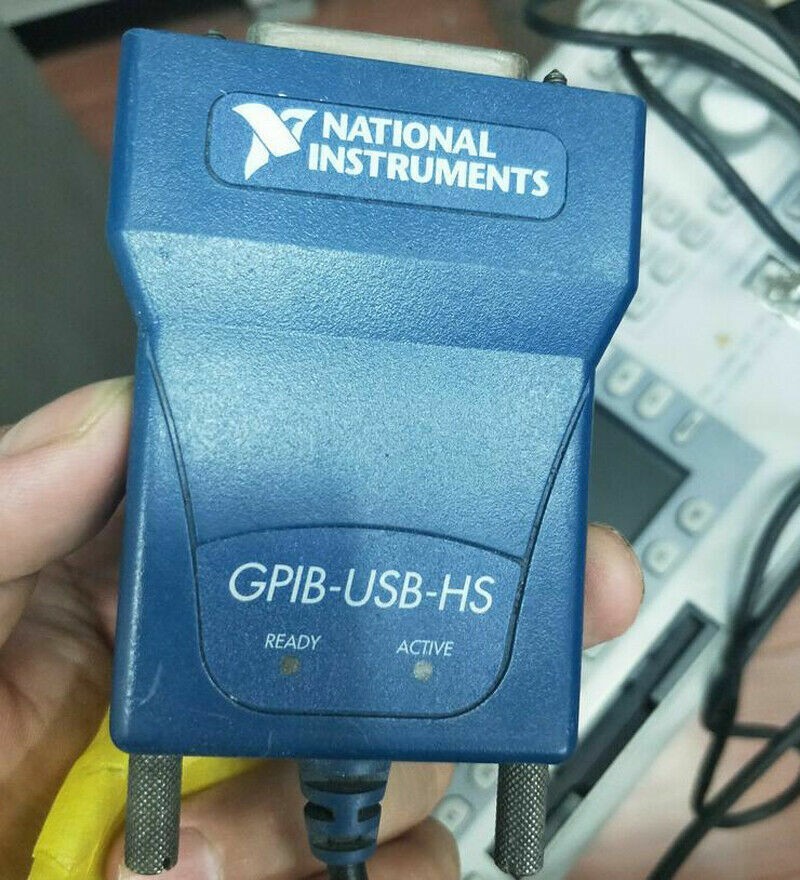 NATIONAL
INSTRUMENTS
GPIB-USB-HS
READY ACTIVE